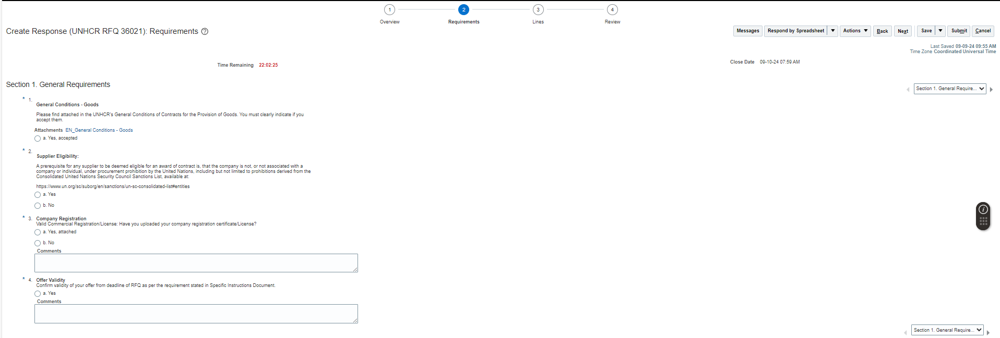 1
2
3
4
Overview
Requirements
Lines
Review
Create Response (UNHCR RFQ 36021): Requirements ?
Messages Respond by Spreadsheet Actions Back Next Save Submit Cancel
Last Saved 09-09-24 09:55 AM
Time Zone Coordinated Universal Time
Time Remaining 22:02:25
Close Date 09-10-24 07:59 AM
Section 1. General Requirements
Section 1. General Require...
* 1.
General Conditions - Goods
Please find attached in the UNHCR's General Conditions of Contracts for the Provision of Goods. You must clearly indicate if you
accept them.
Attachments EN_General Conditions - Goods
a. Yes, accepted
* 2.
Supplier Eligibility:
A prerequisite for any supplier to be deemed eligible for an award of contract is, that the company is not, or not associated with a
company or individual, under procurement prohibition by the United Nations, including but not limited to prohibitions derived from the
Consolidated United Nations Security Council Sanctions List, available at:
https://www.un.org/sc/suborg/en/sanctions/un-sc-consolidated-list#entities
a. Yes
b. No
* 3. Company Registration
Valid Commercial Registration/License: Have you uploaded your company registration certificate/License?
a. Yes, attached
b. No
Comments
* 4. Offer Validity
Confirm validity of your offer from deadline of RFQ as per the requirement stated in Specific Instructions Document.
a. Yes
Comments
Section 1. General Require...
i